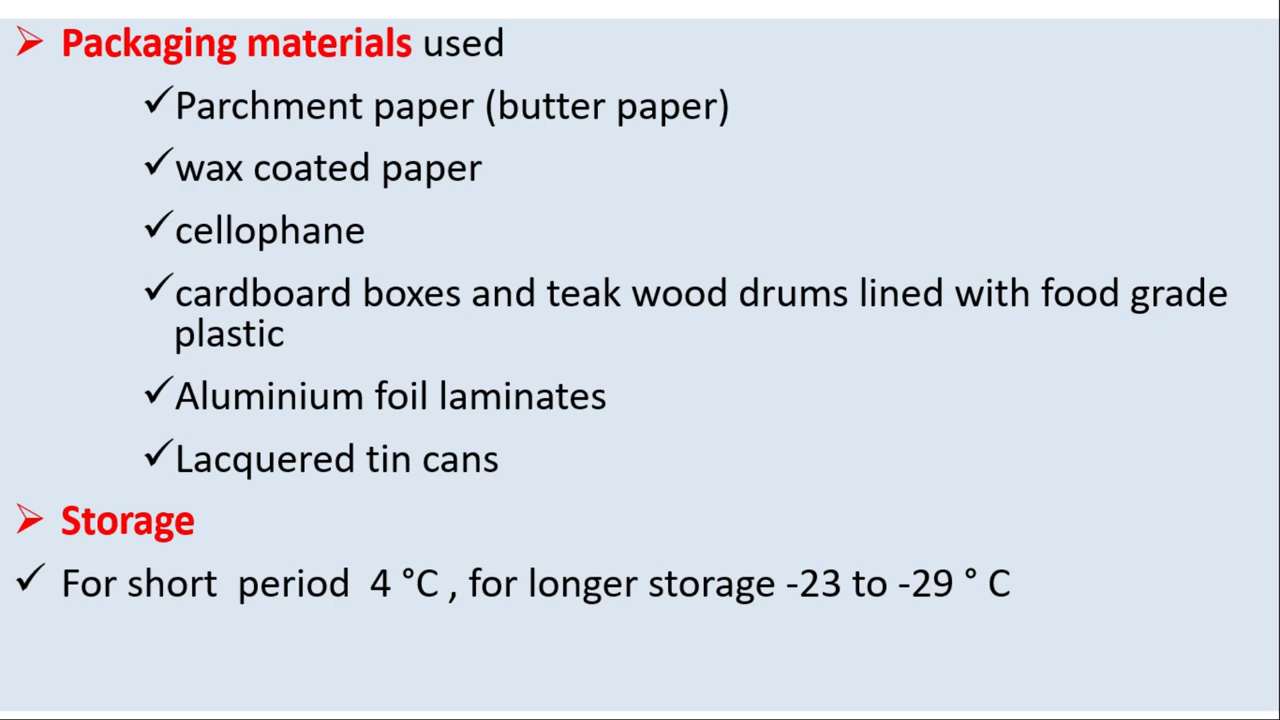 Packaging materials used
Parchment paper (butter paper)
wax coated paper
cellophane
cardboard boxes and teak wood drums lined with food grade
plastic
Aluminium foil laminates
Lacquered tin cans
Storage
For short period 4 °C , for longer storage -23 to -29 ° C